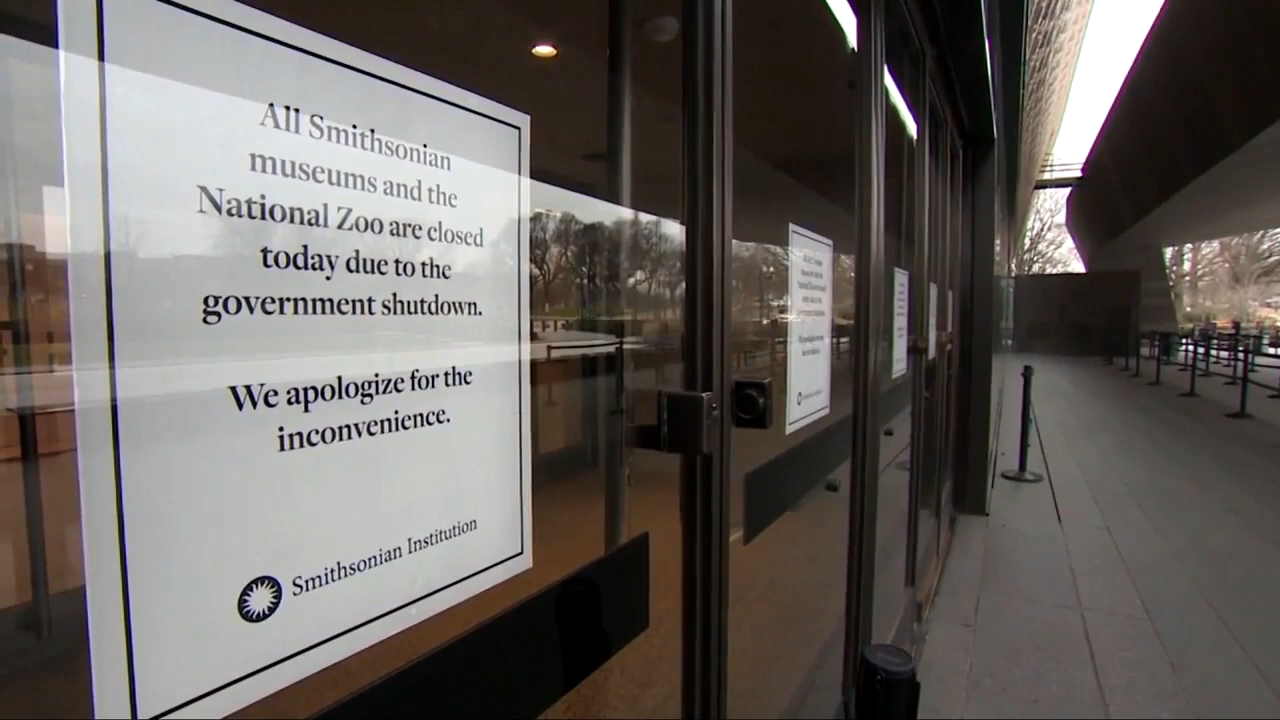 All Smithsonian
museums and the
National Zoo are closed
today due to the
government shutdown.
We apologize for the
inconvenience.
Smithsonian Institution